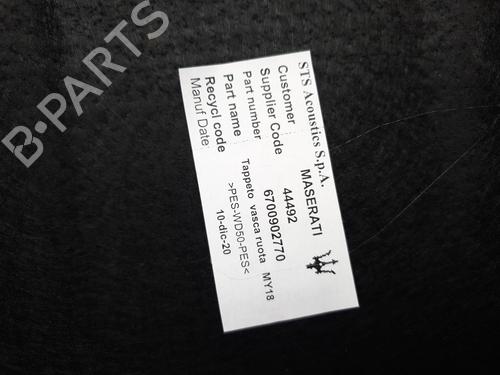 STS Acoustics S.p.A.
Customer MASERATI
Supplier Code 44492
Part number 6700902770
Part name Tappeto vasca ruota MY18
Recycl code >PES-WD50-PES<
Manuf Date: 10-dic-20
B-PARTS